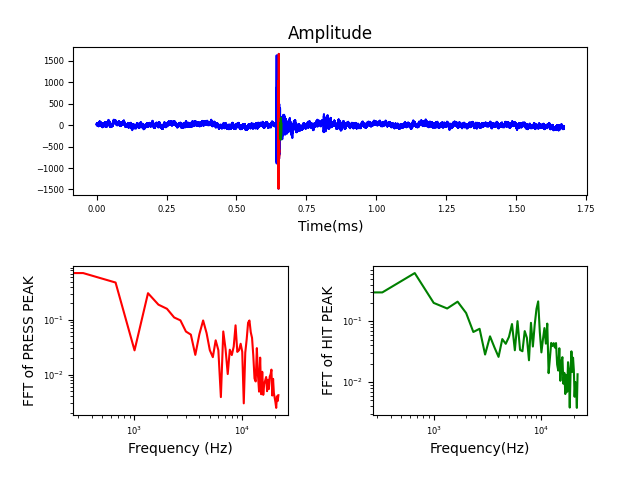 Amplitude
1500
1000
500
0
−500
−1000
−1500
0.00 0.25 0.50 0.75 1.00 1.25 1.50 1.75
Time(ms)
FFT of PRESS PEAK
10⁻¹
10⁻²
10³ 10⁴
Frequency (Hz)
FFT of HIT PEAK
10⁻¹
10⁻²
10³ 10⁴
Frequency(Hz)